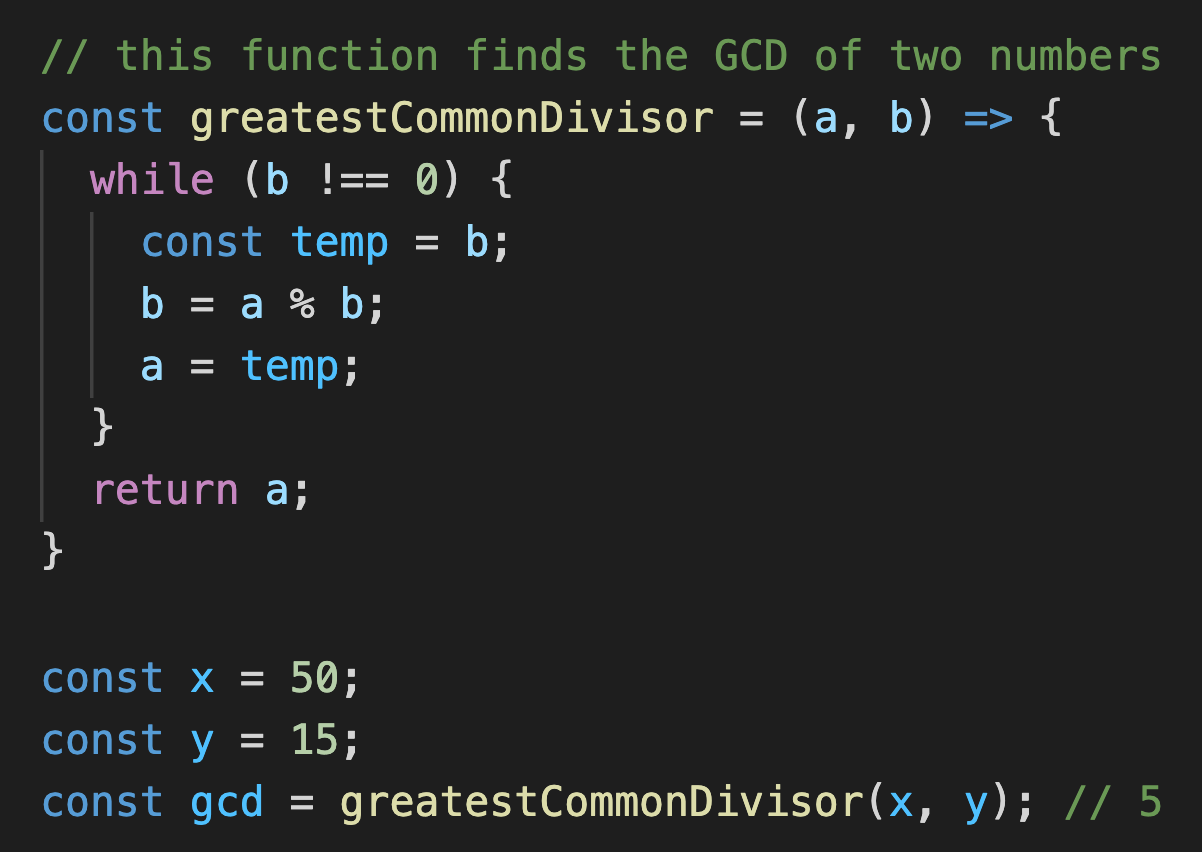 // this function finds the GCD of two numbers
const greatestCommonDivisor = (a, b) => {
  while (b !== 0) {
    const temp = b;
    b = a % b;
    a = temp;
  }
  return a;
}

const x = 50;
const y = 15;
const gcd = greatestCommonDivisor(x, y); // 5